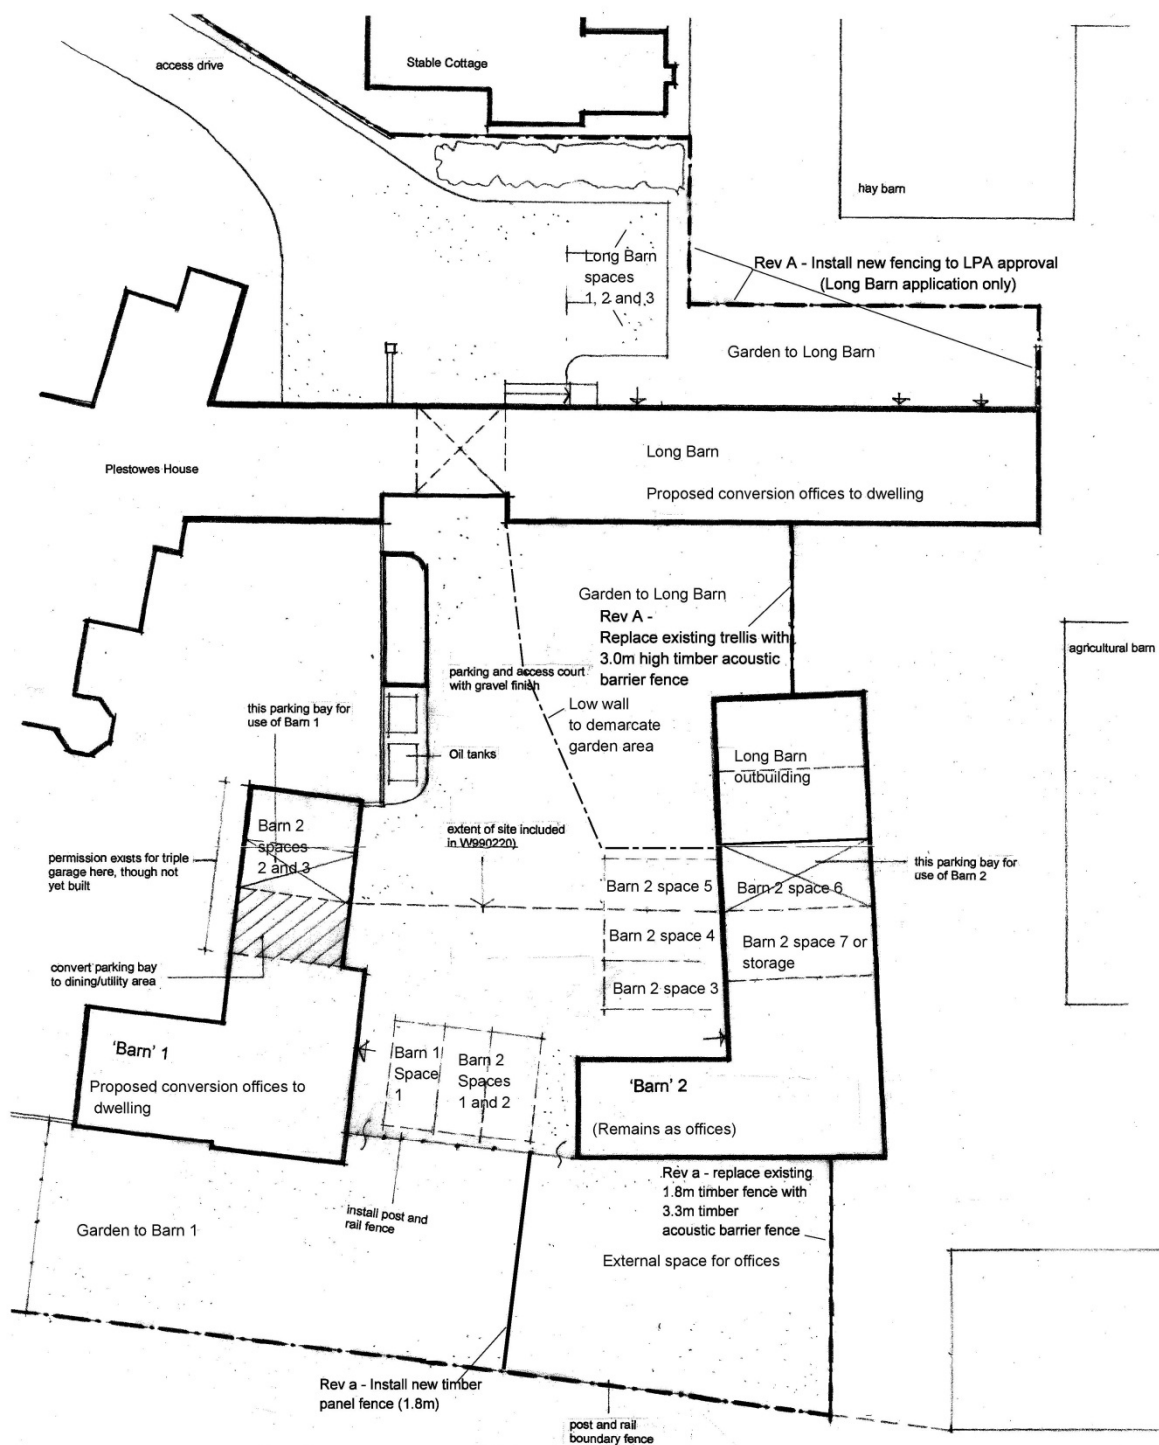 access drive
Stable Cottage
hay barn
Long Barn
spaces
1, 2 and 3
Rev A - Install new fencing to LPA approval
(Long Barn application only)
Garden to Long Barn
Plestowes House
Long Barn
Proposed conversion offices to dwelling
Garden to Long Barn
Rev A -
Replace existing trellis with
3.0m high timber acoustic
barrier fence
agricultural barn
parking and access court
with gravel finish
Low wall
to demarcate
garden area
this parking bay for
use of Barn 1
Oil tanks
Long Barn
outbuilding
Barn 2
spaces
2 and 3
extent of site included
in W990220)
permission exists for triple
garage here, though not
yet built
this parking bay for
use of Barn 2
Barn 2 space 5
Barn 2 space 6
Barn 2 space 4
Barn 2 space 7 or
storage
convert parking bay
to dining/utility area
Barn 2 space 3
'Barn' 1
Proposed conversion offices to
dwelling
Barn 1
Space
1
Barn 2
Spaces
1 and 2
'Barn' 2
(Remains as offices)
Rev a - replace existing
1.8m timber fence with
3.3m timber
acoustic barrier fence
install post and
rail fence
Garden to Barn 1
External space for offices
Rev a - Install new timber
panel fence (1.8m)
post and rail
boundary fence